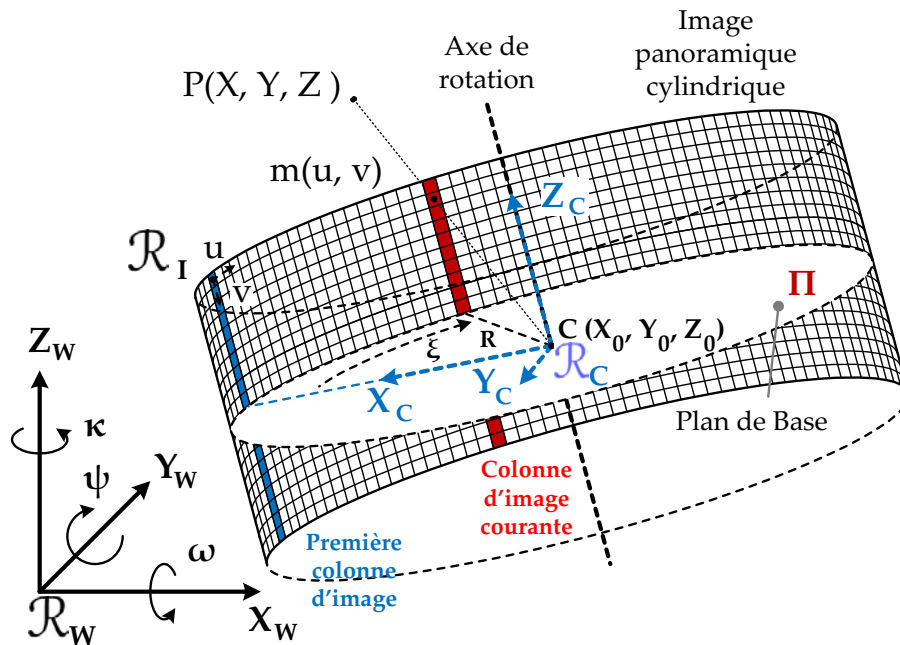 Image
panoramique
cylindrique
Axe de
rotation
P(X, Y, Z )
m(u, v)
Z_C
ℛ_I
u
v
Π
C (X_0, Y_0, Z_0)
ξ
R
ℛ_C
X_C
Y_C
Plan de Base
Z_W
κ
Y_W
ψ
Colonne
d'image
courante
ω
Première
colonne
d'image
ℛ_W
X_W